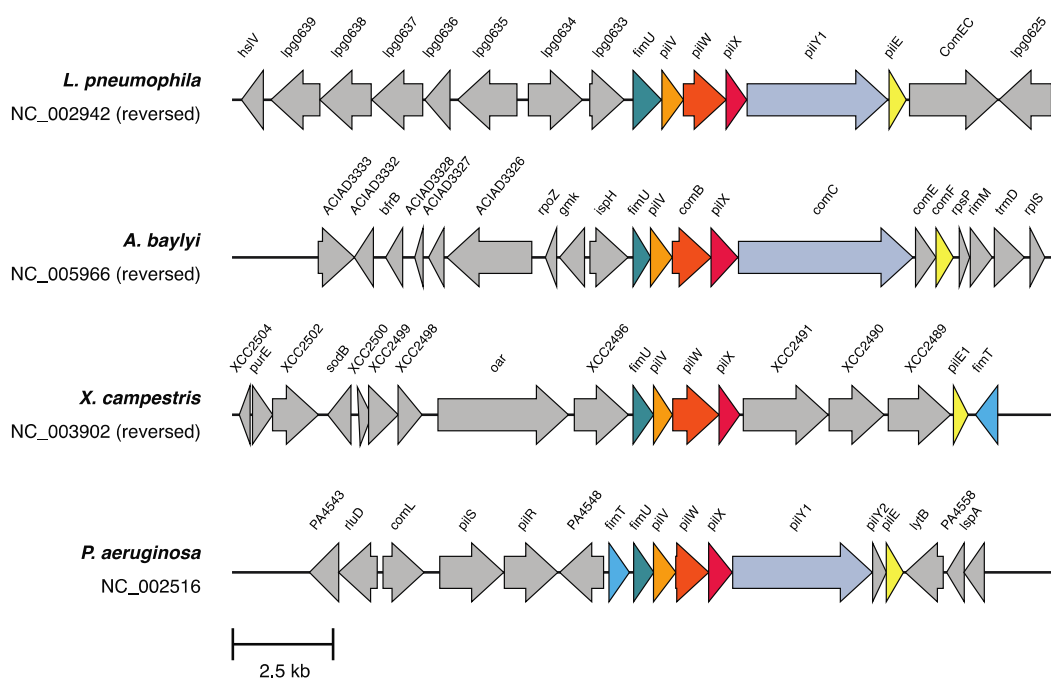 hslV lpg0639 lpg0638 lpg0637 lpg0636 lpg0635 lpg0634 lpg0633 fimU pilV pilW pilX pilY1 pilE ComEC lpg0625
L. pneumophila
NC_002942 (reversed)
ACIAD3333 ACIAD3332 bfrB ACIAD3328 ACIAD3327 ACIAD3326 rpoZ gmk ispH fimU pilV comB pilX comC comE comF rpsP rimM trmD rplS
A. baylyi
NC_005966 (reversed)
XCC2504 purE XCC2502 sodB XCC2500 XCC2499 XCC2498 oar XCC2496 fimU pilV pilW pilX XCC2491 XCC2490 XCC2489 pilE1 fimT
X. campestris
NC_003902 (reversed)
PA4543 rluD comL pilS pilR PA4548 fimT fimU pilV pilW pilX pilY1 pilY2 pilE lytB PA4558 lspA
P. aeruginosa
NC_002516
2.5 kb